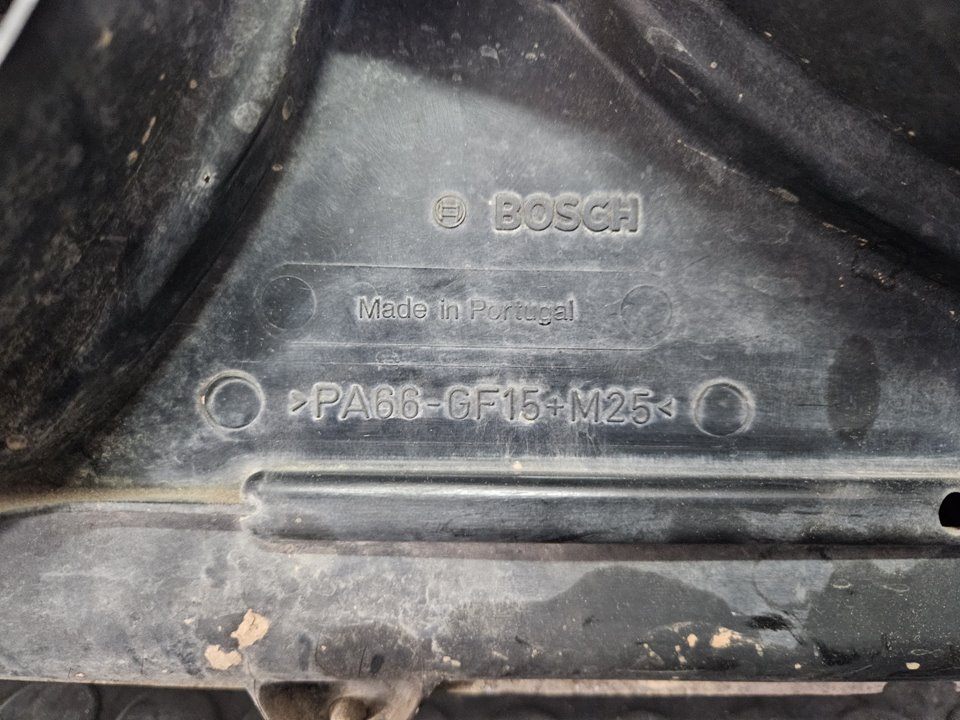 BOSCH
Made in Portugal
>PA66-GF15+M25<